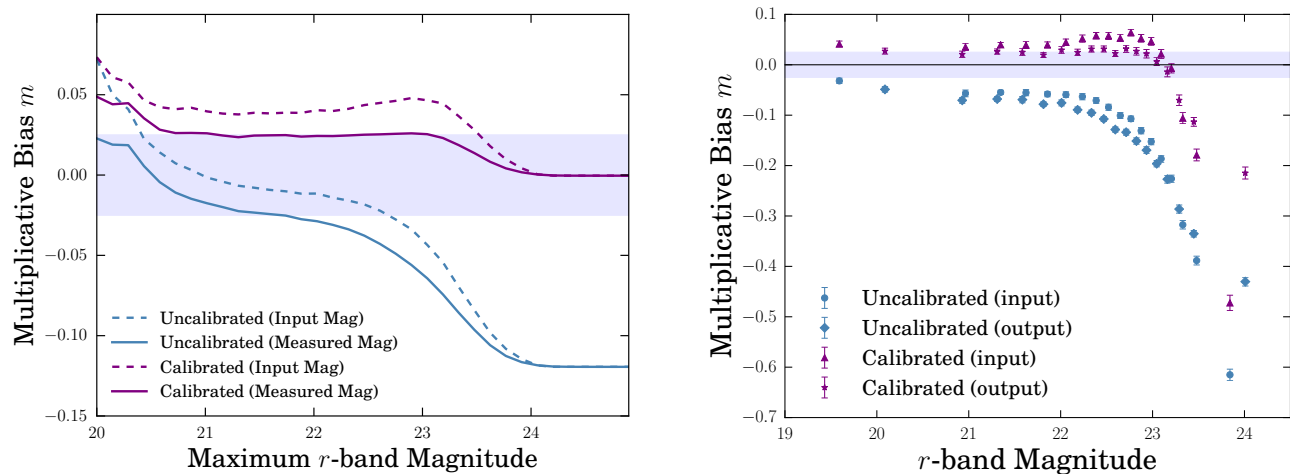 Multiplicative Bias m
0.05
0.00
−0.05
−0.10
−0.15
Uncalibrated (Input Mag)
Uncalibrated (Measured Mag)
Calibrated (Input Mag)
Calibrated (Measured Mag)
20 21 22 23 24
Maximum r-band Magnitude
Multiplicative Bias m
0.1
0.0
−0.1
−0.2
−0.3
−0.4
−0.5
−0.6
−0.7
Uncalibrated (input)
Uncalibrated (output)
Calibrated (input)
Calibrated (output)
19 20 21 22 23 24
r-band Magnitude